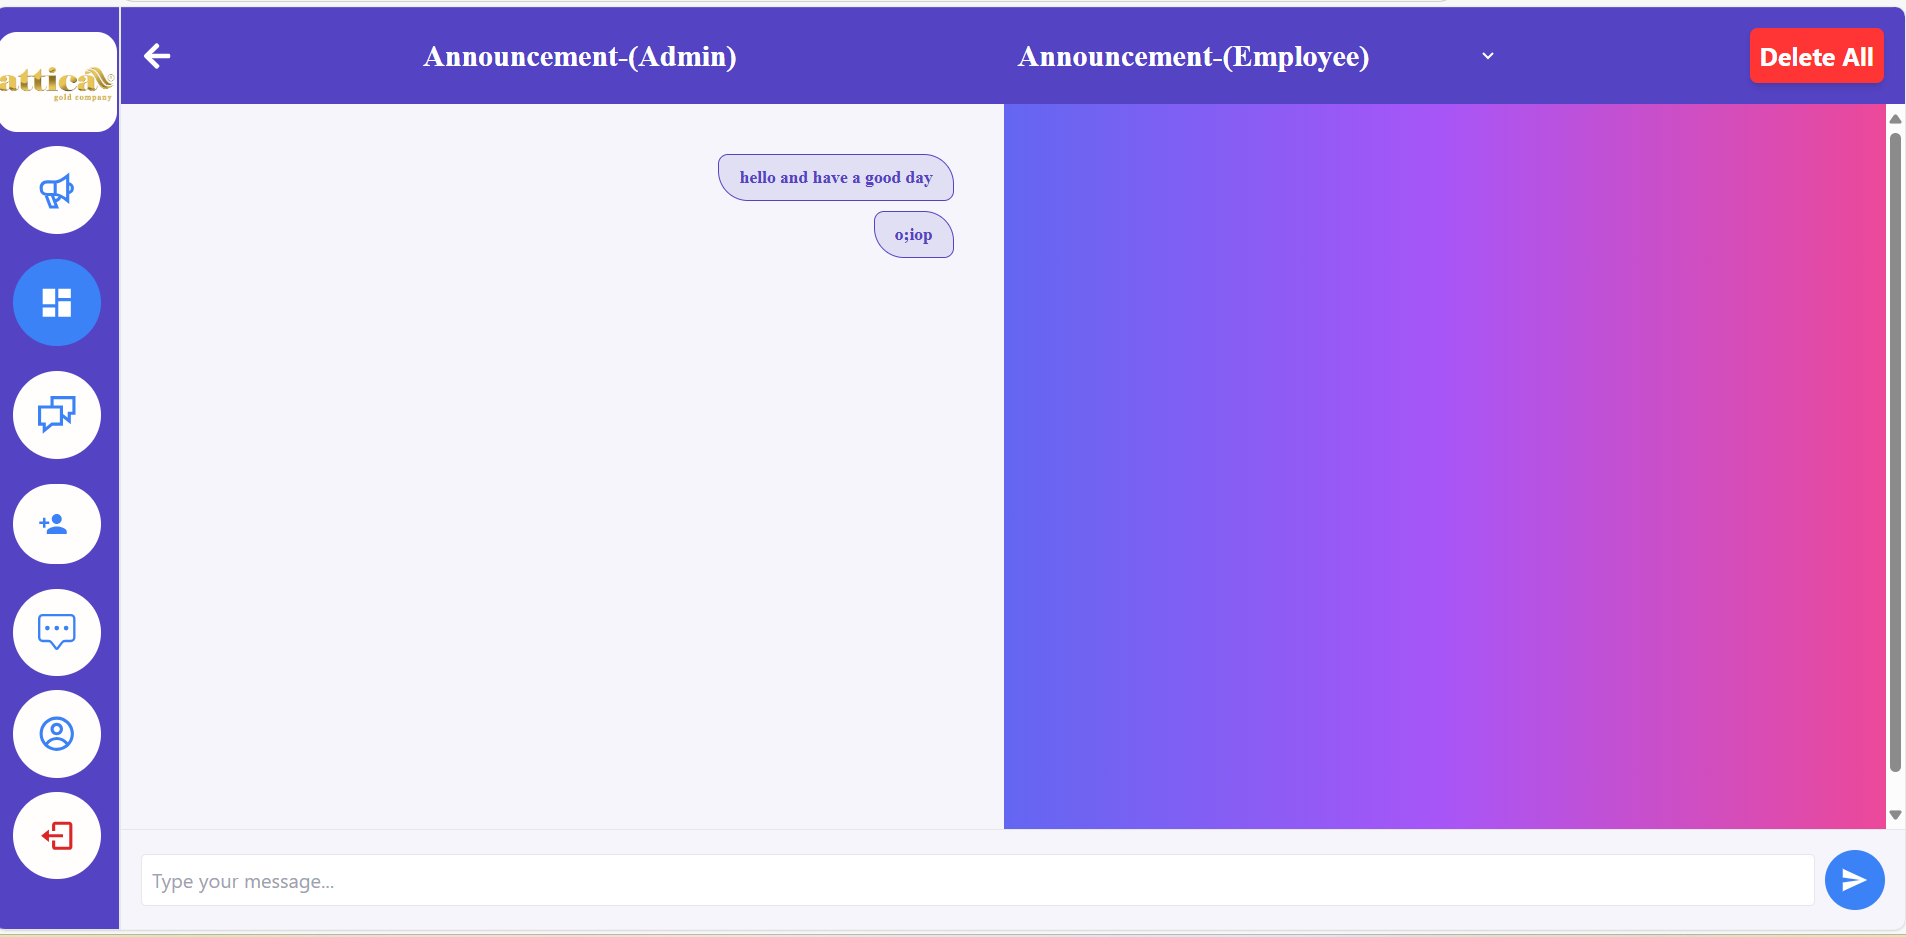 attica®
gold company
Announcement-(Admin)
Announcement-(Employee)
Delete All
hello and have a good day
o;iop
Type your message...